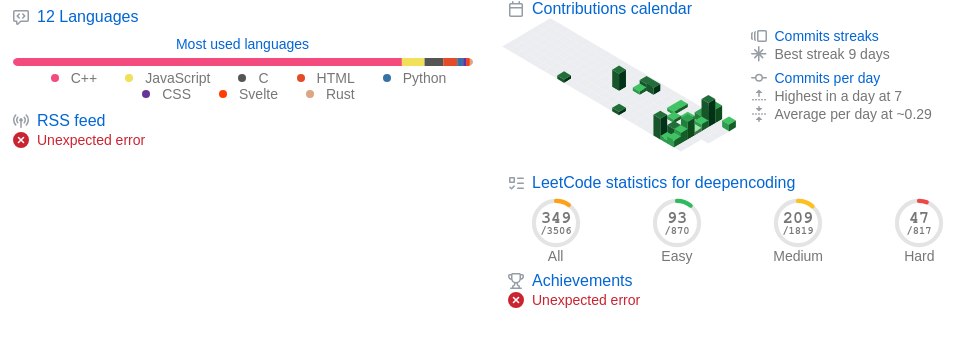 12 Languages
Most used languages
C++ JavaScript C HTML Python
CSS Svelte Rust
RSS feed
Unexpected error
Contributions calendar
Commits streaks
Best streak 9 days
Commits per day
Highest in a day at 7
Average per day at ~0.29
LeetCode statistics for deepencoding
349 93 209 47
/3506 /870 /1819 /817
All Easy Medium Hard
Achievements
Unexpected error